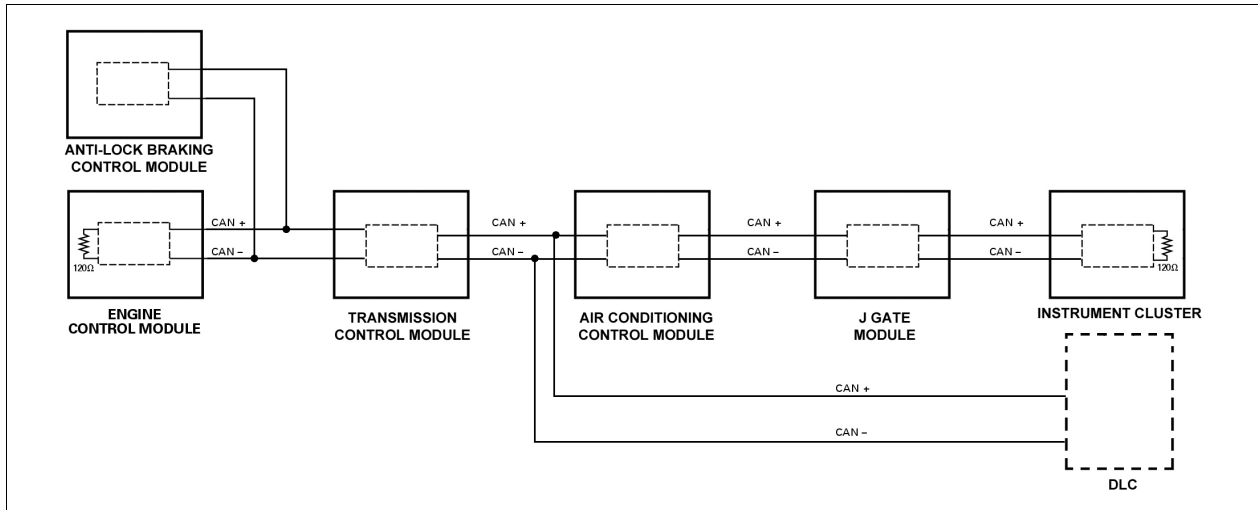 ANTI-LOCK BRAKING
CONTROL MODULE
CAN +
CAN –
120Ω
ENGINE
CONTROL MODULE
TRANSMISSION
CONTROL MODULE
CAN +
CAN –
AIR CONDITIONING
CONTROL MODULE
CAN +
CAN –
J GATE
MODULE
CAN +
CAN –
120Ω
INSTRUMENT CLUSTER
CAN +
CAN –
DLC